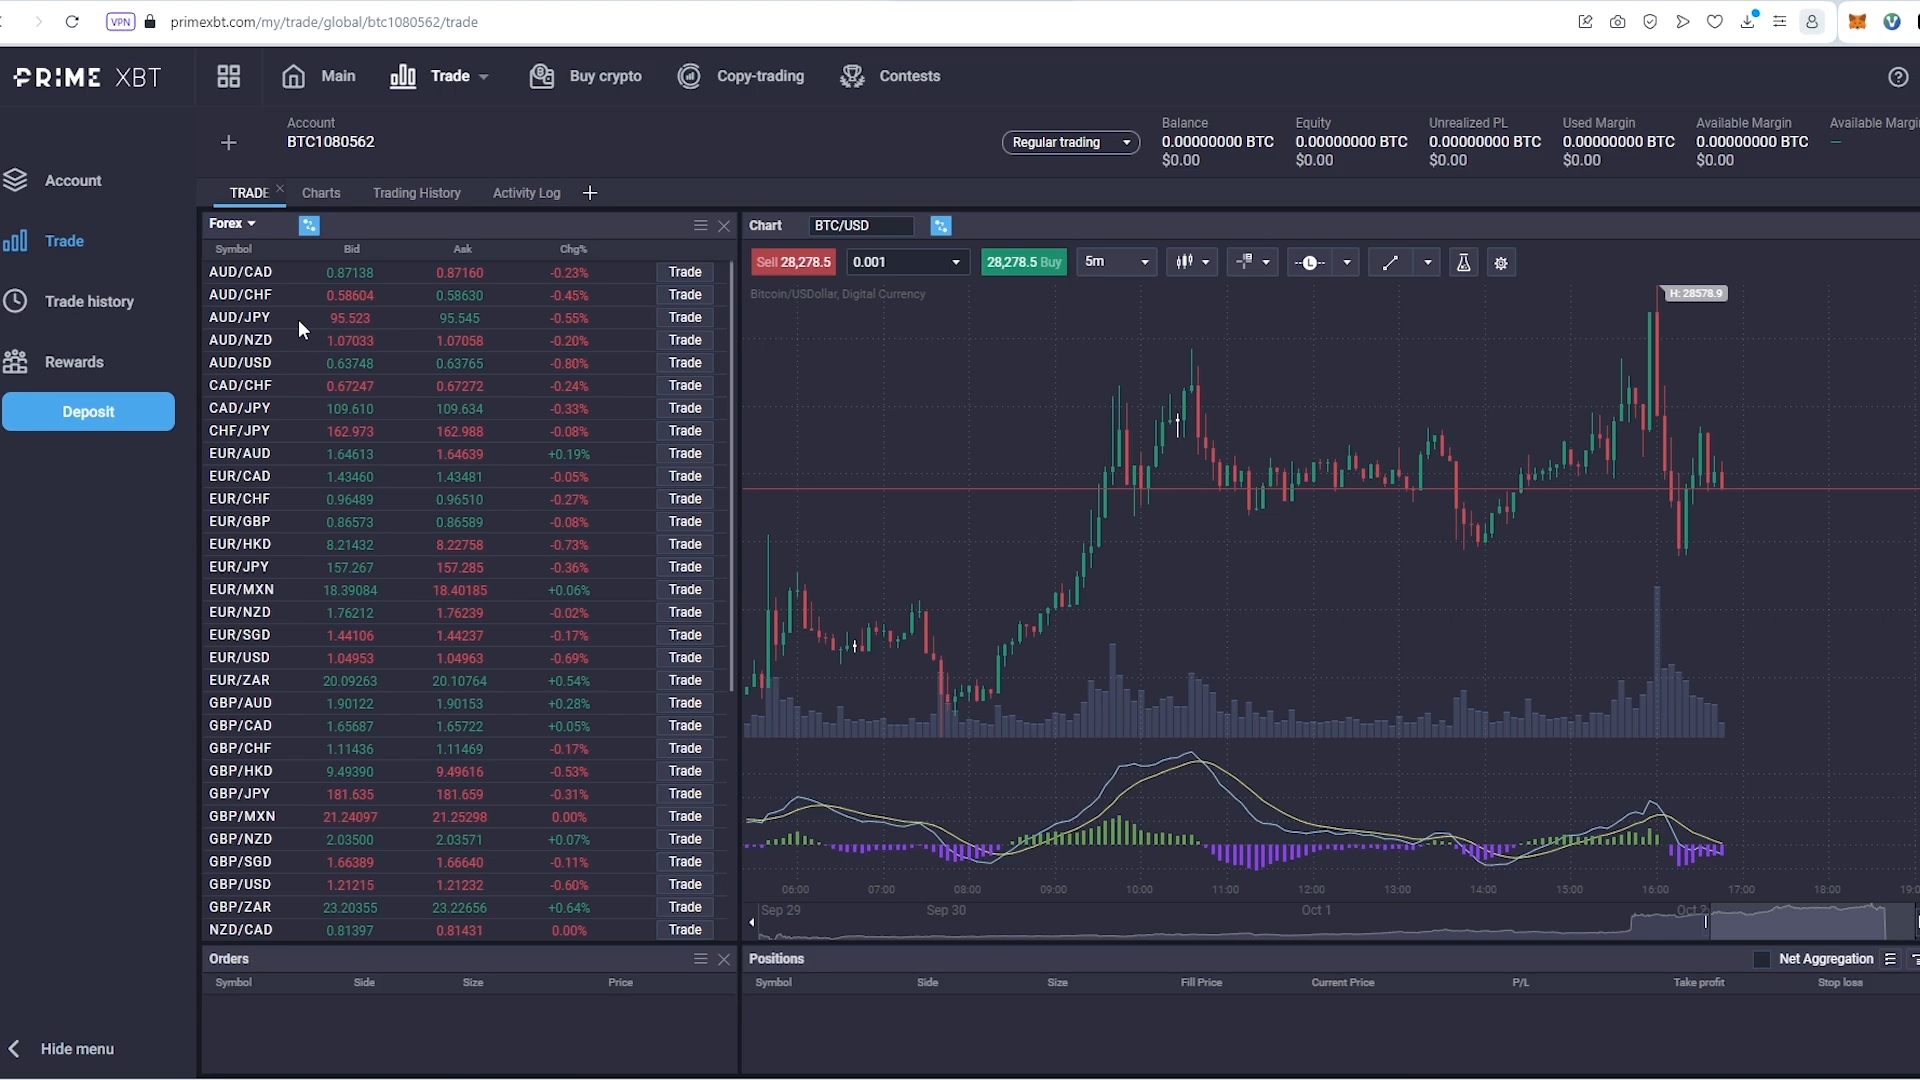 VPN primexbt.com/my/trade/global/btc1080562/trade
PRIME XBT Main Trade Buy crypto Copy-trading Contests
Account
BTC1080562
Regular trading
Balance
0.00000000 BTC
$0.00
Equity
0.00000000 BTC
$0.00
Unrealized PL
0.00000000 BTC
$0.00
Used Margin
0.00000000 BTC
$0.00
Available Margin
0.00000000 BTC
$0.00
Available Margi
Account
Trade
Trade history
Rewards
Deposit
Hide menu
TRADE Charts Trading History Activity Log
Forex
Symbol Bid Ask Chg%
AUD/CAD 0.87138 0.87160 -0.23% Trade
AUD/CHF 0.58604 0.58630 -0.45% Trade
AUD/JPY 95.523 95.545 -0.55% Trade
AUD/NZD 1.07033 1.07058 -0.20% Trade
AUD/USD 0.63748 0.63765 -0.80% Trade
CAD/CHF 0.67247 0.67272 -0.24% Trade
CAD/JPY 109.610 109.634 -0.33% Trade
CHF/JPY 162.973 162.988 -0.08% Trade
EUR/AUD 1.64613 1.64639 +0.19% Trade
EUR/CAD 1.43460 1.43481 -0.05% Trade
EUR/CHF 0.96489 0.96510 -0.27% Trade
EUR/GBP 0.86573 0.86589 -0.08% Trade
EUR/HKD 8.21432 8.22758 -0.73% Trade
EUR/JPY 157.267 157.285 -0.36% Trade
EUR/MXN 18.39084 18.40185 +0.06% Trade
EUR/NZD 1.76212 1.76239 -0.02% Trade
EUR/SGD 1.44106 1.44237 -0.17% Trade
EUR/USD 1.04953 1.04963 -0.69% Trade
EUR/ZAR 20.09263 20.10764 +0.54% Trade
GBP/AUD 1.90122 1.90153 +0.28% Trade
GBP/CAD 1.65687 1.65722 +0.05% Trade
GBP/CHF 1.11436 1.11469 -0.17% Trade
GBP/HKD 9.49390 9.49616 -0.53% Trade
GBP/JPY 181.635 181.659 -0.31% Trade
GBP/MXN 21.24097 21.25298 0.00% Trade
GBP/NZD 2.03500 2.03571 +0.07% Trade
GBP/SGD 1.66389 1.66640 -0.11% Trade
GBP/USD 1.21215 1.21232 -0.60% Trade
GBP/ZAR 23.20355 23.22656 +0.64% Trade
NZD/CAD 0.81397 0.81431 0.00% Trade
Chart BTC/USD
Sell 28,278.5 0.001 28,278.5 Buy 5m L
Bitcoin/USDollar, Digital Currency
H: 28578.9
06:00 07:00 08:00 09:00 10:00 11:00 12:00 13:00 14:00 15:00 16:00 17:00 18:00 19:0
Sep 29 Sep 30 Oct 1 Oct 2
Orders
Symbol Side Size Price
Positions Net Aggregation
Symbol Side Size Fill Price Current Price P/L Take profit Stop loss